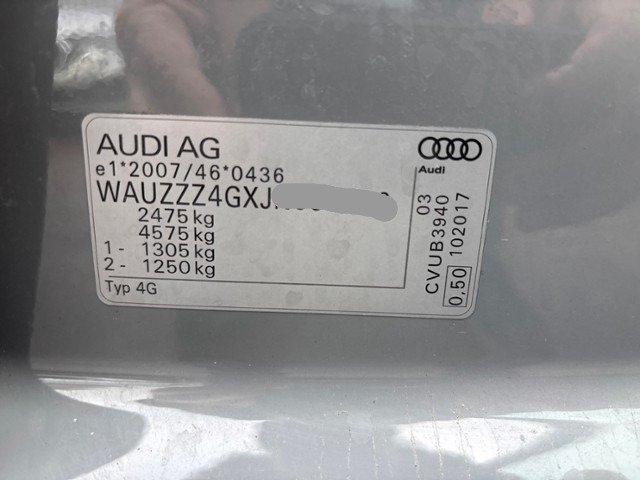 AUDI AG
Audi
e1*2007/46*0436
WAUZZZ4GXJ
2475 kg
4575 kg
1 - 1305 kg
2 - 1250 kg
Typ 4G
CVUB3940 03
0.50 102017